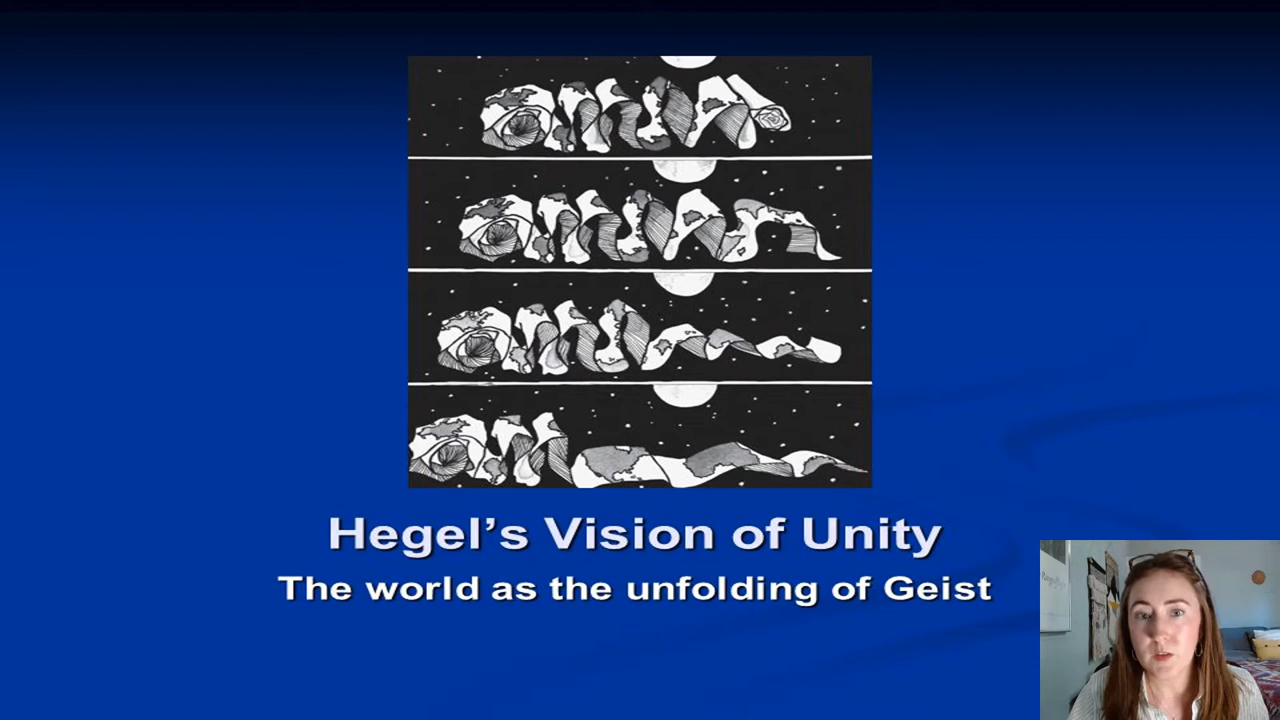 Hegel’s Vision of Unity
The world as the unfolding of Geist